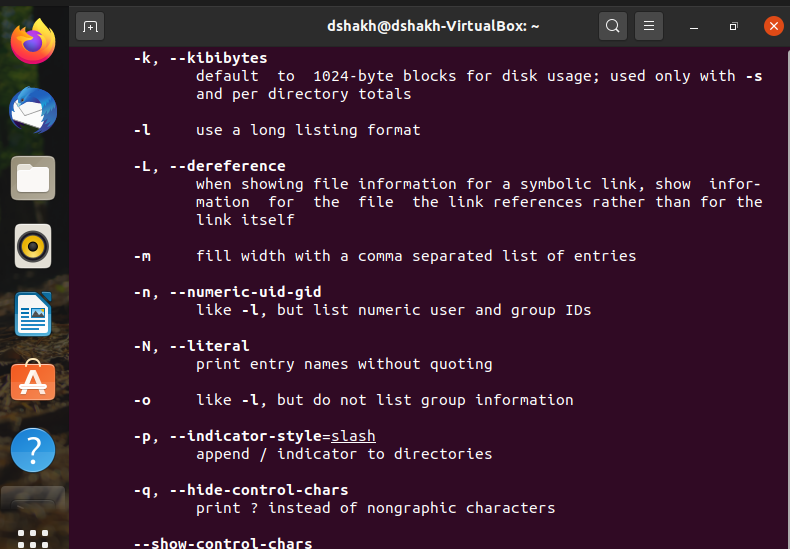 dshakh@dshakh-VirtualBox: ~
-k, --kibibytes
default to 1024-byte blocks for disk usage; used only with -s
and per directory totals
-l use a long listing format
-L, --dereference
when showing file information for a symbolic link, show infor-
mation for the file the link references rather than for the
link itself
-m fill width with a comma separated list of entries
-n, --numeric-uid-gid
like -l, but list numeric user and group IDs
-N, --literal
print entry names without quoting
-o like -l, but do not list group information
-p, --indicator-style=slash
append / indicator to directories
-q, --hide-control-chars
print ? instead of nongraphic characters
--show-control-chars